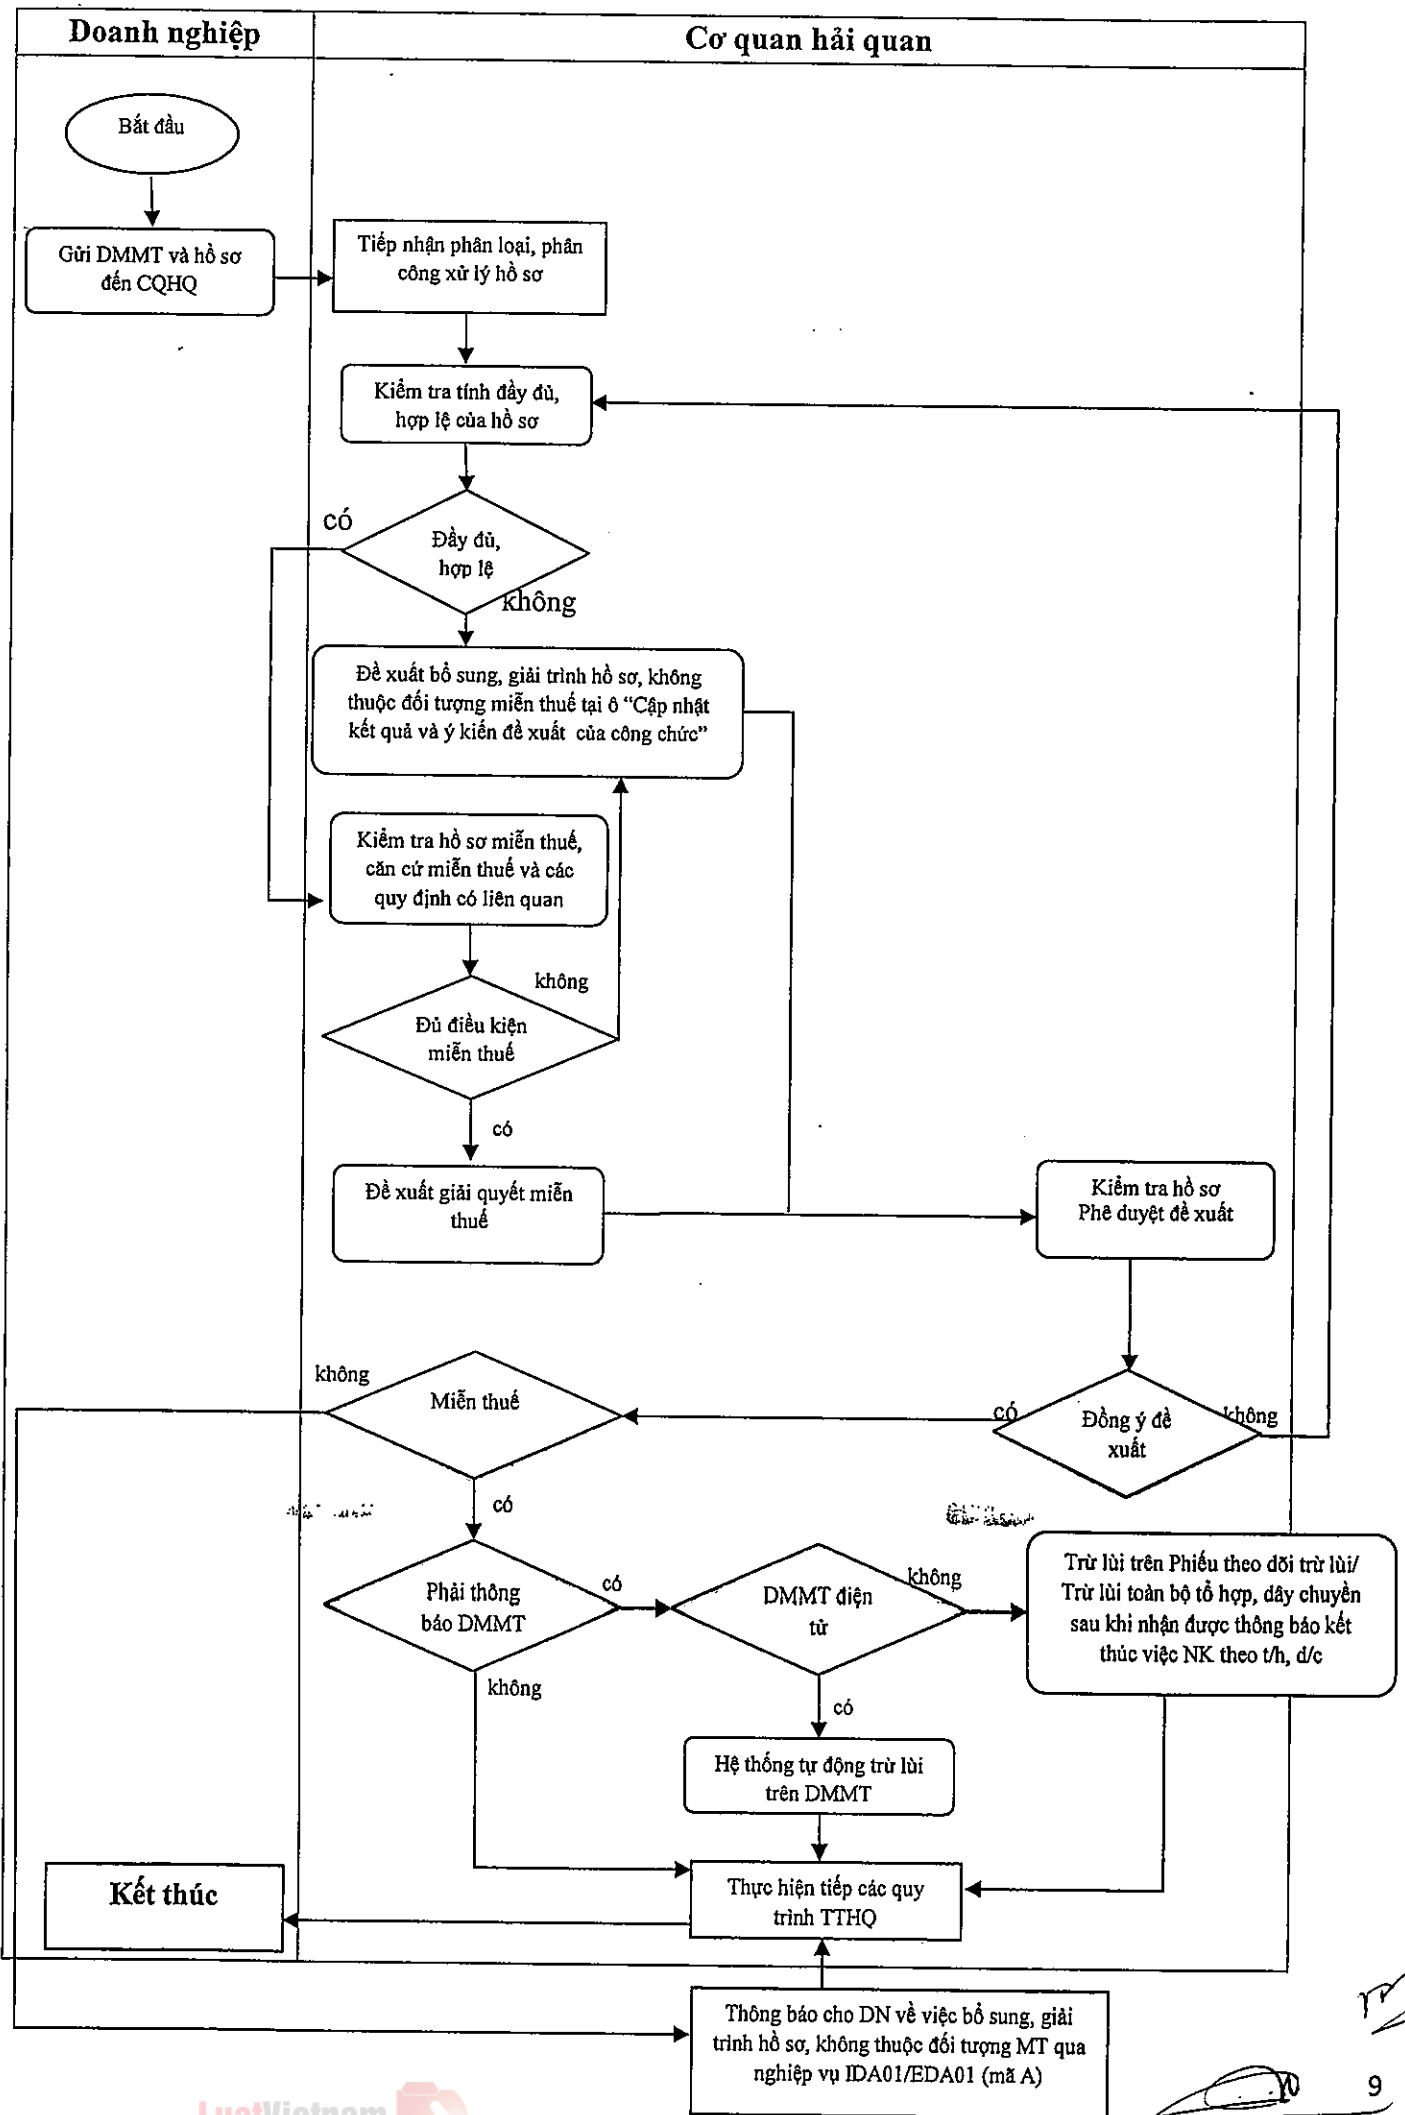 Doanh nghiệp
Cơ quan hải quan
Bắt đầu
Gửi DMMT và hồ sơ
đến CQHQ
Tiếp nhận phân loại, phân
công xử lý hồ sơ
Kiểm tra tính đầy đủ,
hợp lệ của hồ sơ
có
Đầy đủ,
hợp lệ
không
Đề xuất bổ sung, giải trình hồ sơ, không
thuộc đối tượng miễn thuế tại ô “Cập nhật
kết quả và ý kiến đề xuất của công chức”
Kiểm tra hồ sơ miễn thuế,
căn cứ miễn thuế và các
quy định có liên quan
không
Đủ điều kiện
miễn thuế
có
Đề xuất giải quyết miễn
thuế
Kiểm tra hồ sơ
Phê duyệt đề xuất
không
Miễn thuế
có
Đồng ý đề
xuất
không
có
Phải thông
báo DMMT
có
không
DMMT điện
tử
không
có
Trừ lùi trên Phiếu theo dõi trừ lùi/
Trừ lùi toàn bộ tổ hợp, dây chuyền
sau khi nhận được thông báo kết
thúc việc NK theo t/h, d/c
Hệ thống tự động trừ lùi
trên DMMT
Kết thúc
Thực hiện tiếp các quy
trình TTHQ
Thông báo cho DN về việc bổ sung, giải
trình hồ sơ, không thuộc đối tượng MT qua
nghiệp vụ IDA01/EDA01 (mã A)
9
LuatVietnam